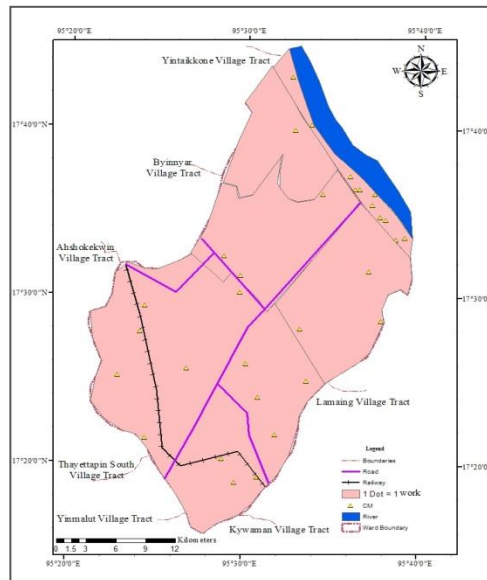 95°20'0"E
95°30'0"E
95°40'0"E
Yintaikkone Village Tract
N
W
E
S
17°40'0"N
17°40'0"N
Byinnyar
Village Tract
Ahshokekwin
Village Tract
17°30'0"N
17°30'0"N
Lamaing Village Tract
Legend
Boundaries
Road
Railway
1 Dot = 1 work
CM
River
Ward Boundary
17°20'0"N
17°20'0"N
Thayettapin South
Village Tract
Yinmalut Village Tract
Kywaman Village Tract
Kilometers
0 1.5 3 6 9 12
95°20'0"E
95°30'0"E
95°40'0"E